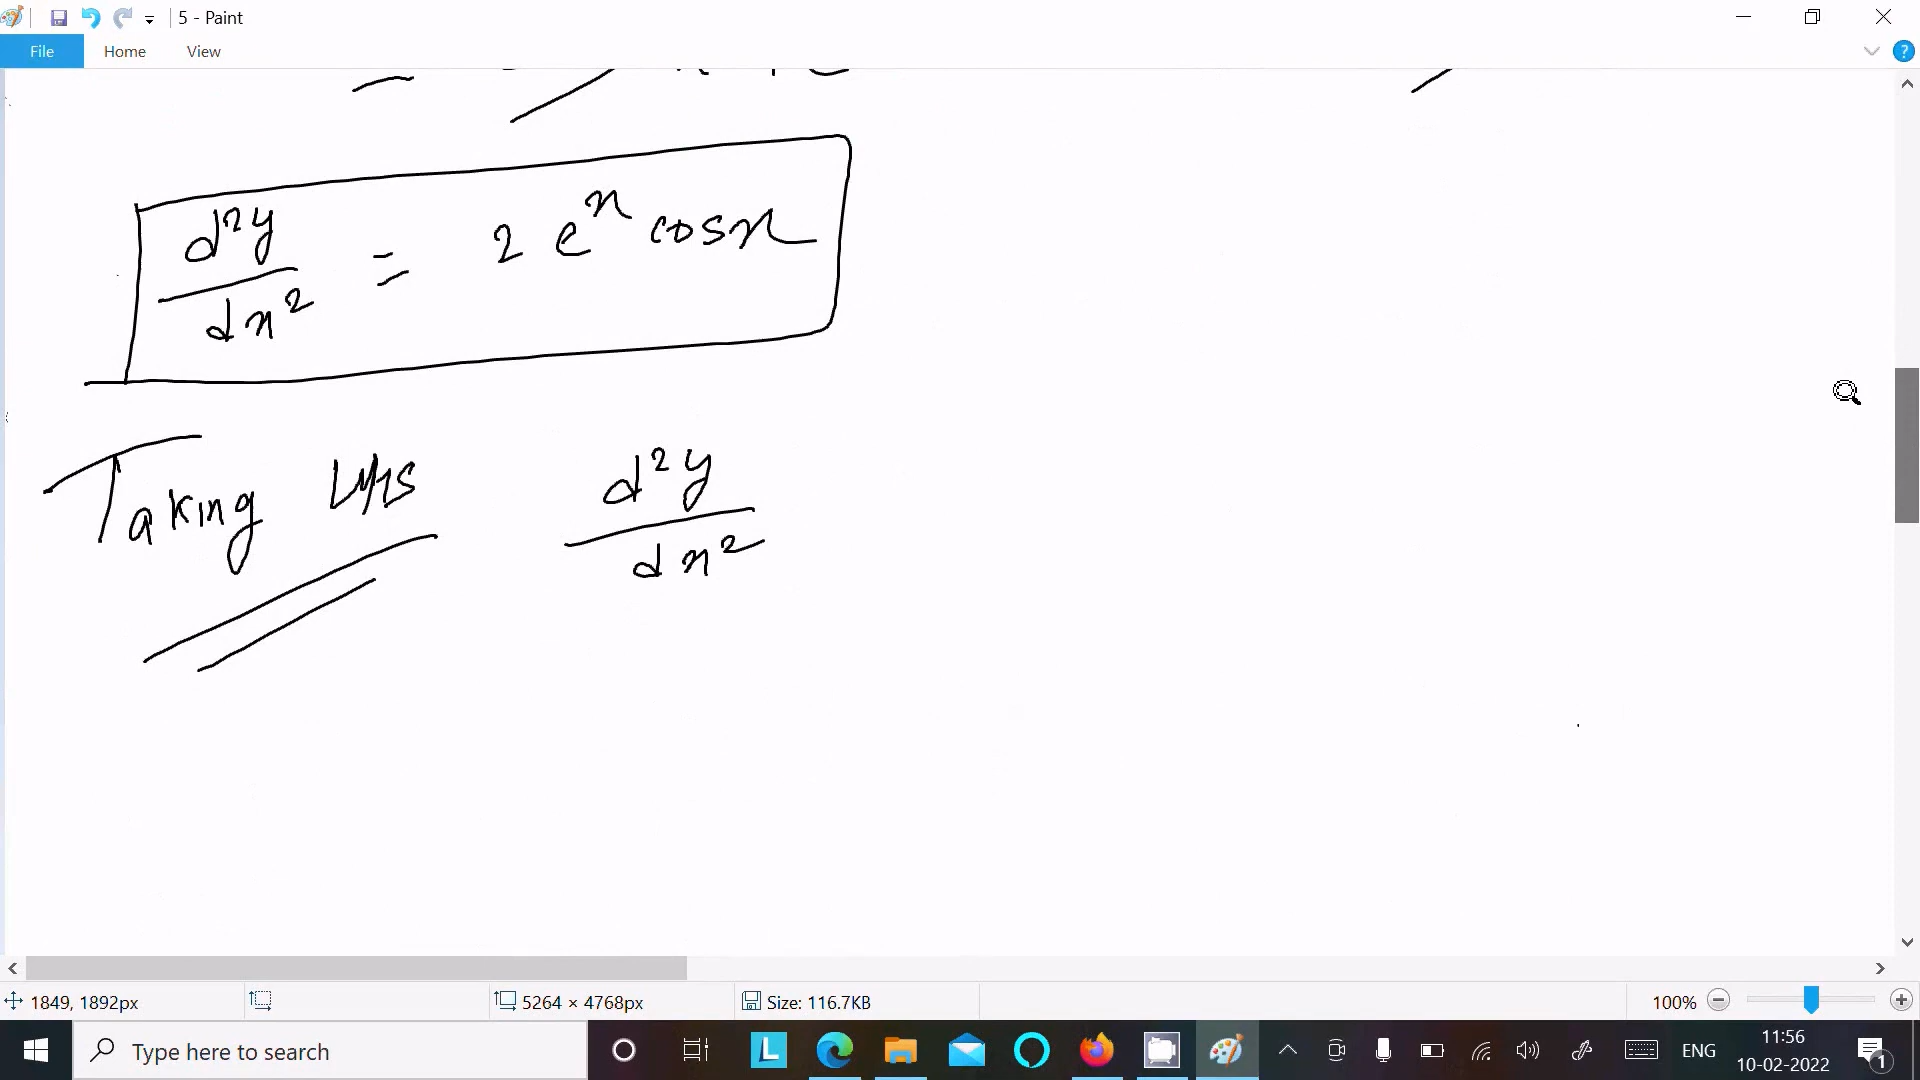 5 - Paint
File Home View
d²y/dx² = 2 e^x cosx
Taking LHS d²y/dx²
1849, 1892px 5264 × 4768px Size: 116.7KB 100%
Type here to search L ENG 11:56
10-02-2022 1